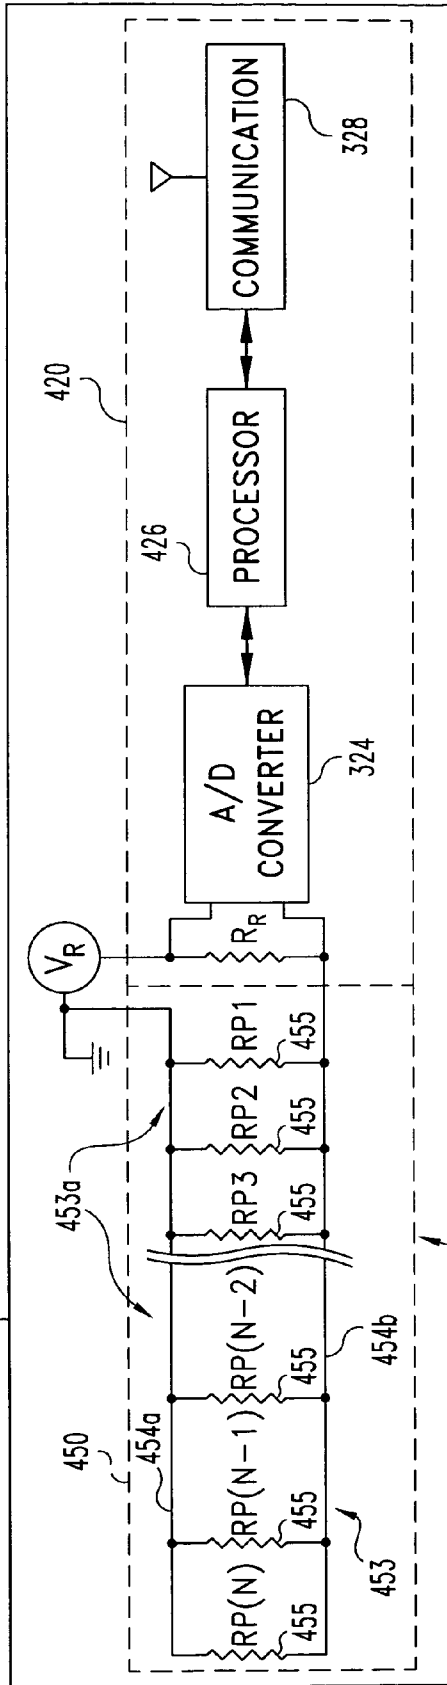 450
454a
453a
V_R
420
RP(N)
RP(N-1)
RP(N-2)
RP3
RP2
RP1
R_R
455
455
455
455
455
455
453
454b
A/D
CONVERTER
324
426
PROCESSOR
COMMUNICATION
328